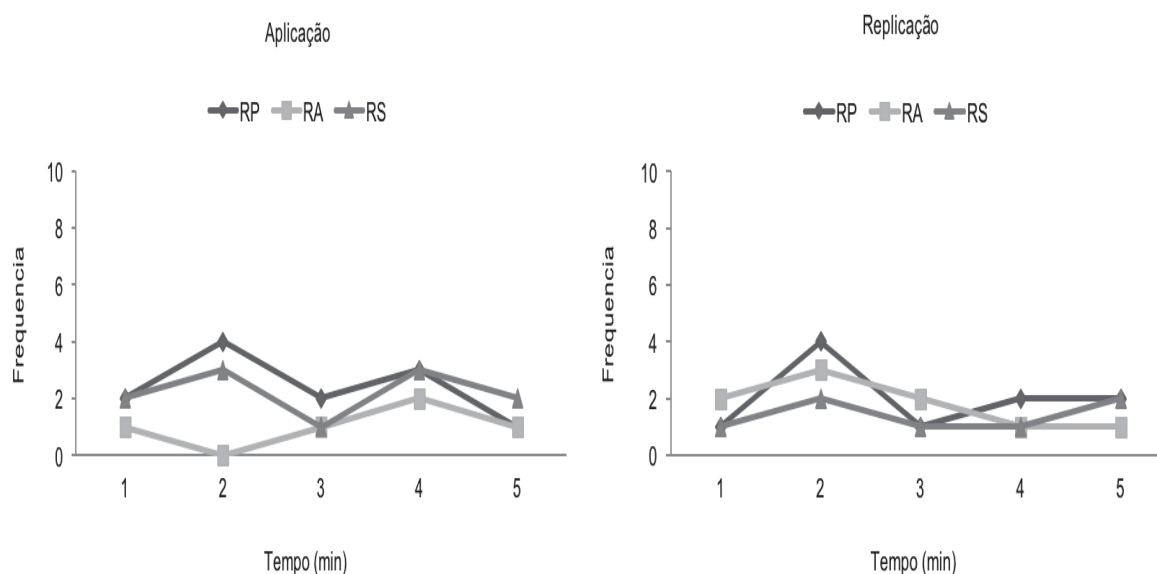 Aplicação
RP RA RS
10
8
6
4
2
0
Frequencia
1 2 3 4 5
Tempo (min)
Replicação
RP RA RS
10
8
6
4
2
0
Frequencia
1 2 3 4 5
Tempo (min)